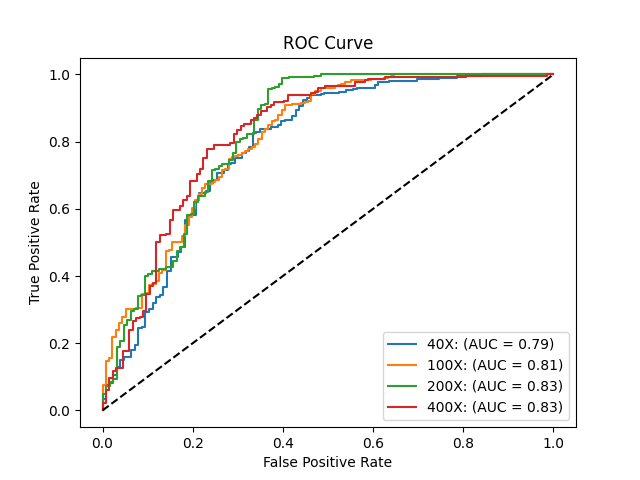 ROC Curve
True Positive Rate
1.0
0.8
0.6
0.4
0.2
0.0
0.0 0.2 0.4 0.6 0.8 1.0
False Positive Rate
40X: (AUC = 0.79)
100X: (AUC = 0.81)
200X: (AUC = 0.83)
400X: (AUC = 0.83)